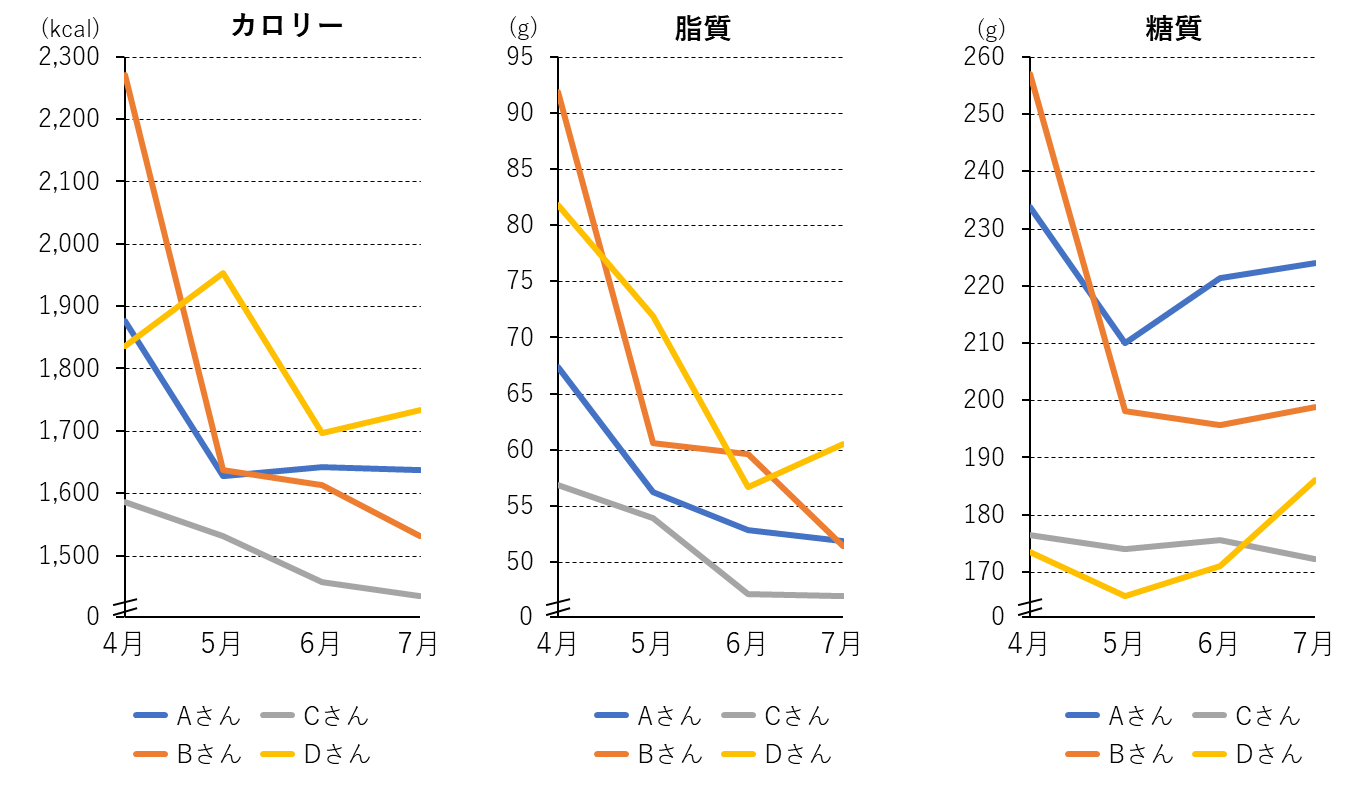 カロリー
(kcal)
2,300
2,200
2,100
2,000
1,900
1,800
1,700
1,600
1,500
0
4月 5月 6月 7月
Aさん Cさん
Bさん Dさん
脂質
(g)
95
90
85
80
75
70
65
60
55
50
0
4月 5月 6月 7月
Aさん Cさん
Bさん Dさん
糖質
(g)
260
250
240
230
220
210
200
190
180
170
0
4月 5月 6月 7月
Aさん Cさん
Bさん Dさん